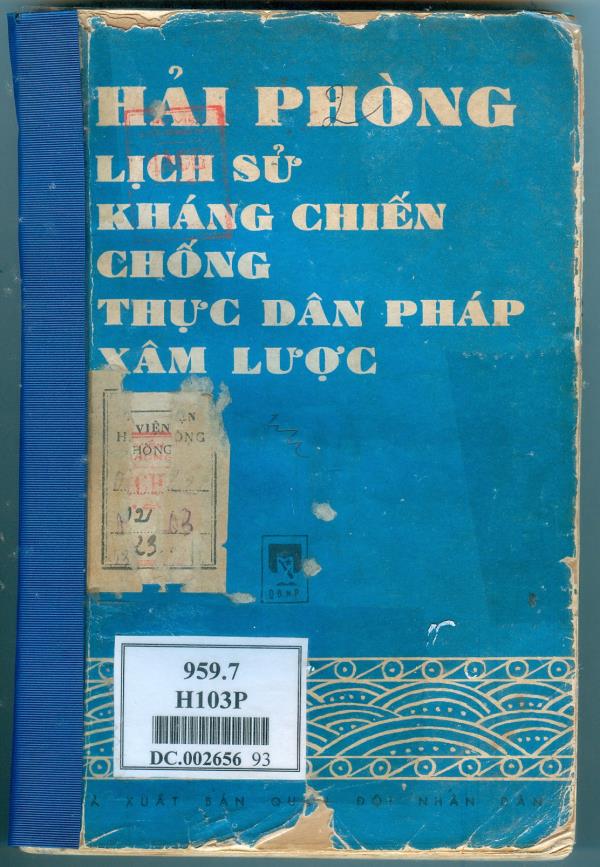 HẢI PHÒNG
LỊCH SỬ
KHÁNG CHIẾN
CHỐNG
THỰC DÂN PHÁP
XÂM LƯỢC
VIỆN
959.7
H103P
DC.002656 93
XUẤT BẢN QUÂN ĐỘI NHÂN DÂN